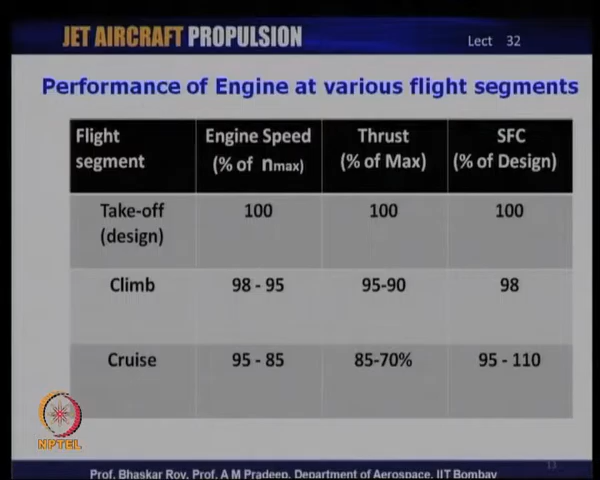 JET AIRCRAFT PROPULSION
Lect 32
Performance of Engine at various flight segments
Flight segment
Engine Speed (% of nmax)
Thrust (% of Max)
SFC (% of Design)
Take-off (design)
100
100
100
Climb
98 - 95
95-90
98
Cruise
95 - 85
85-70%
95 - 110
NPTEL
13
Prof. Bhaskar Roy, Prof. A M Pradeep, Department of Aerospace, IIT Bombay